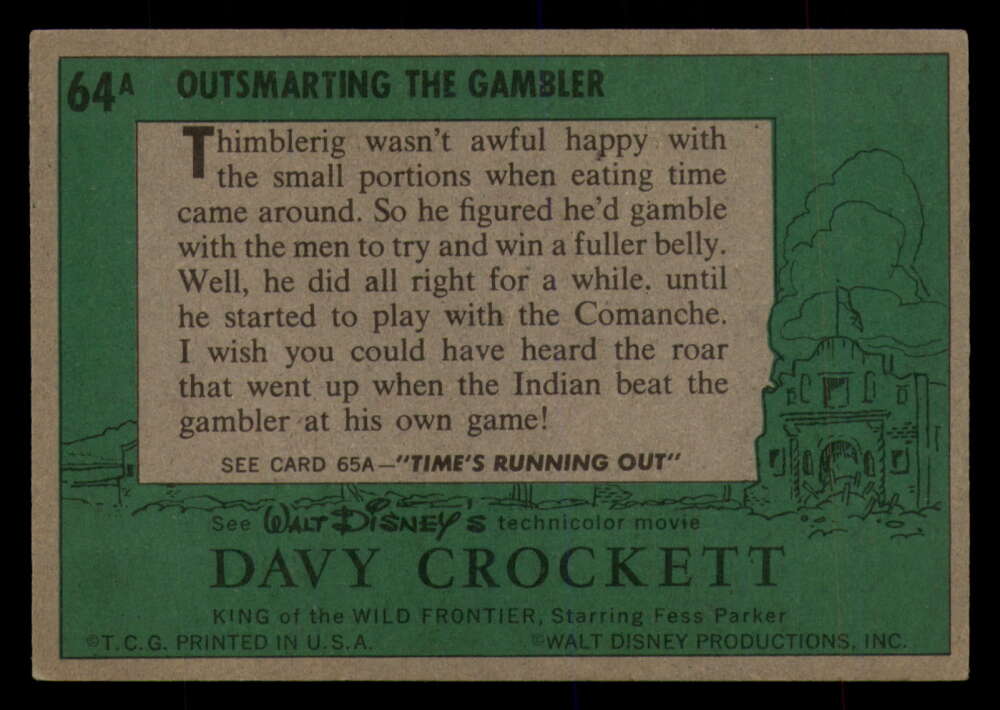 64A OUTSMARTING THE GAMBLER
Thimblerig wasn't awful happy with
the small portions when eating time
came around. So he figured he'd gamble
with the men to try and win a fuller belly.
Well, he did all right for a while. until
he started to play with the Comanche.
I wish you could have heard the roar
that went up when the Indian beat the
gambler at his own game!
SEE CARD 65A—"TIME'S RUNNING OUT"
See WALT DISNEY'S technicolor movie
DAVY CROCKETT
KING of the WILD FRONTIER, Starring Fess Parker
©T.C.G. PRINTED IN U.S.A. ©WALT DISNEY PRODUCTIONS, INC.